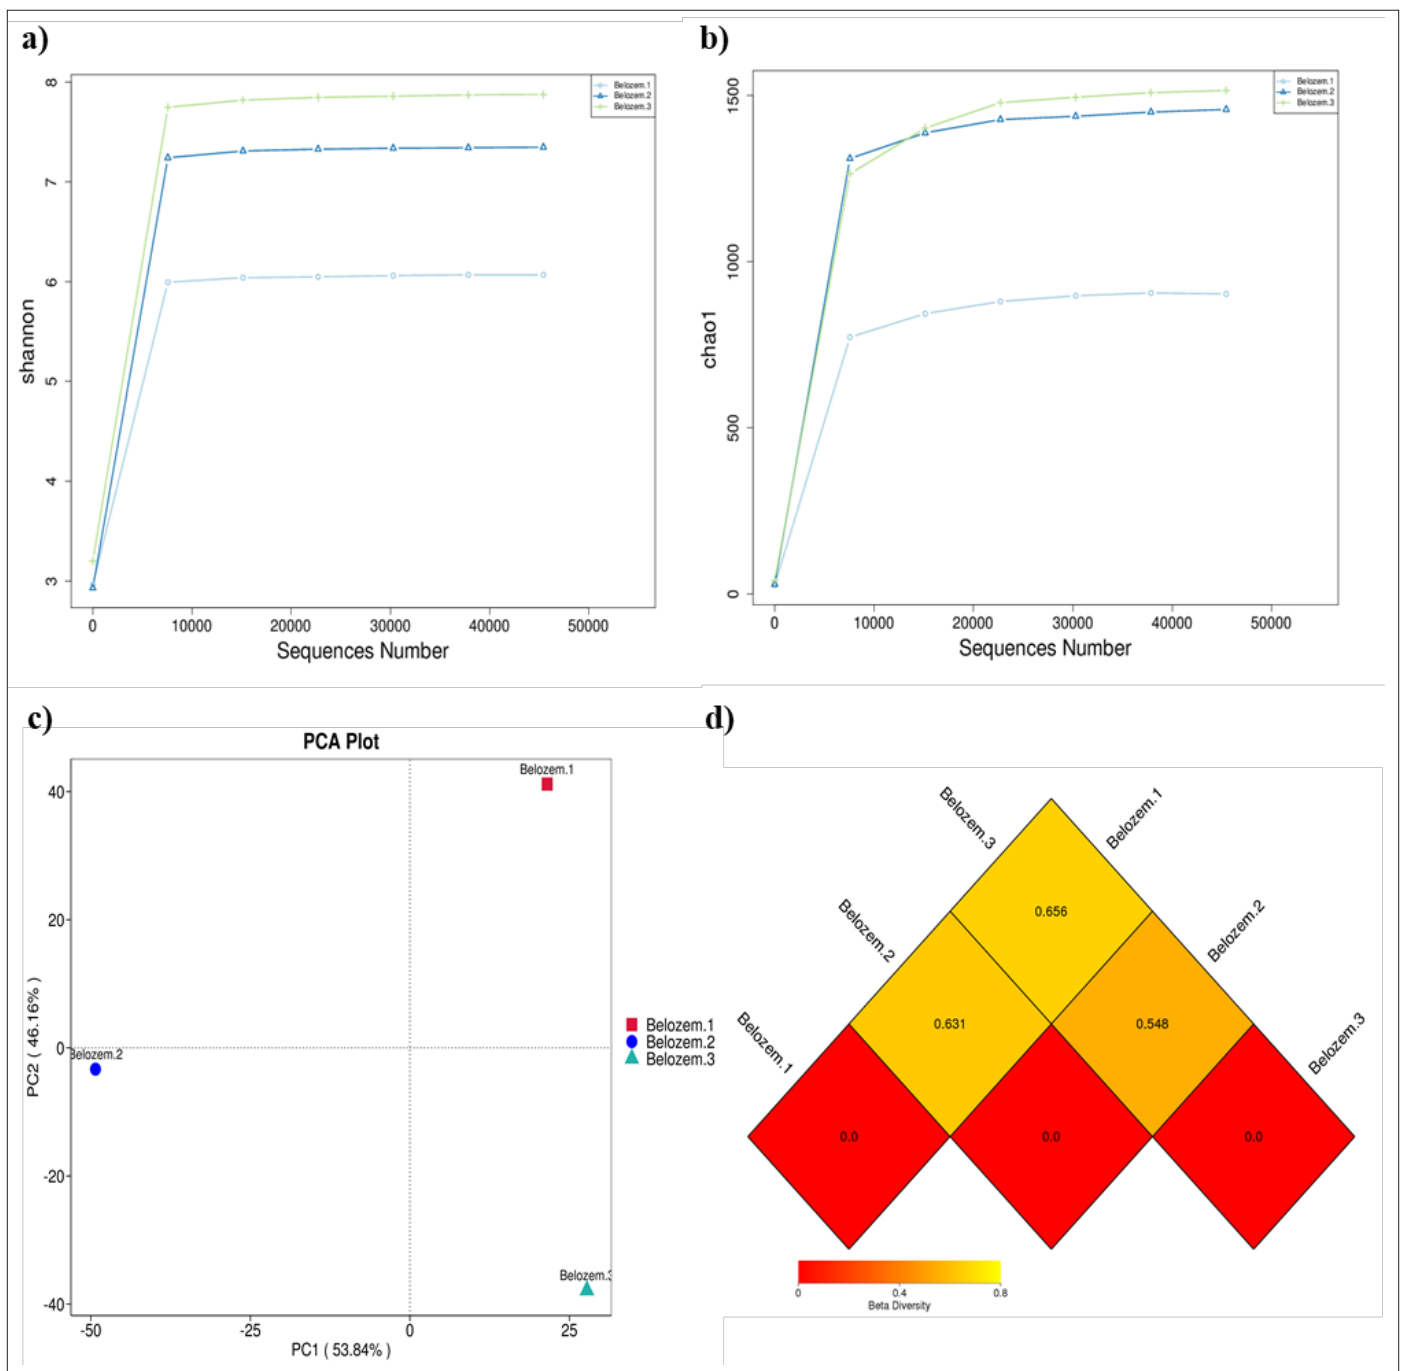 a)
8
7
6
5
4
3
shannon
Belozem.1
Belozem.2
Belozem.3
0 10000 20000 30000 40000 50000
Sequences Number
b)
1500
1000
500
0
chao1
Belozem.1
Belozem.2
Belozem.3
0 10000 20000 30000 40000 50000
Sequences Number
c)
PCA Plot
40
20
0
-20
-40
PC2 ( 46.16% )
Belozem.1
Belozem.2
Belozem.3
-50 -25 0 25
PC1 ( 53.84% )
Belozem.1
Belozem.2
Belozem.3
d)
Belozem.3 Belozem.1
0.656
Belozem.2 Belozem.2
0.631 0.548
Belozem.1 Belozem.3
0.0 0.0 0.0
0 0.4 0.8
Beta Diversity